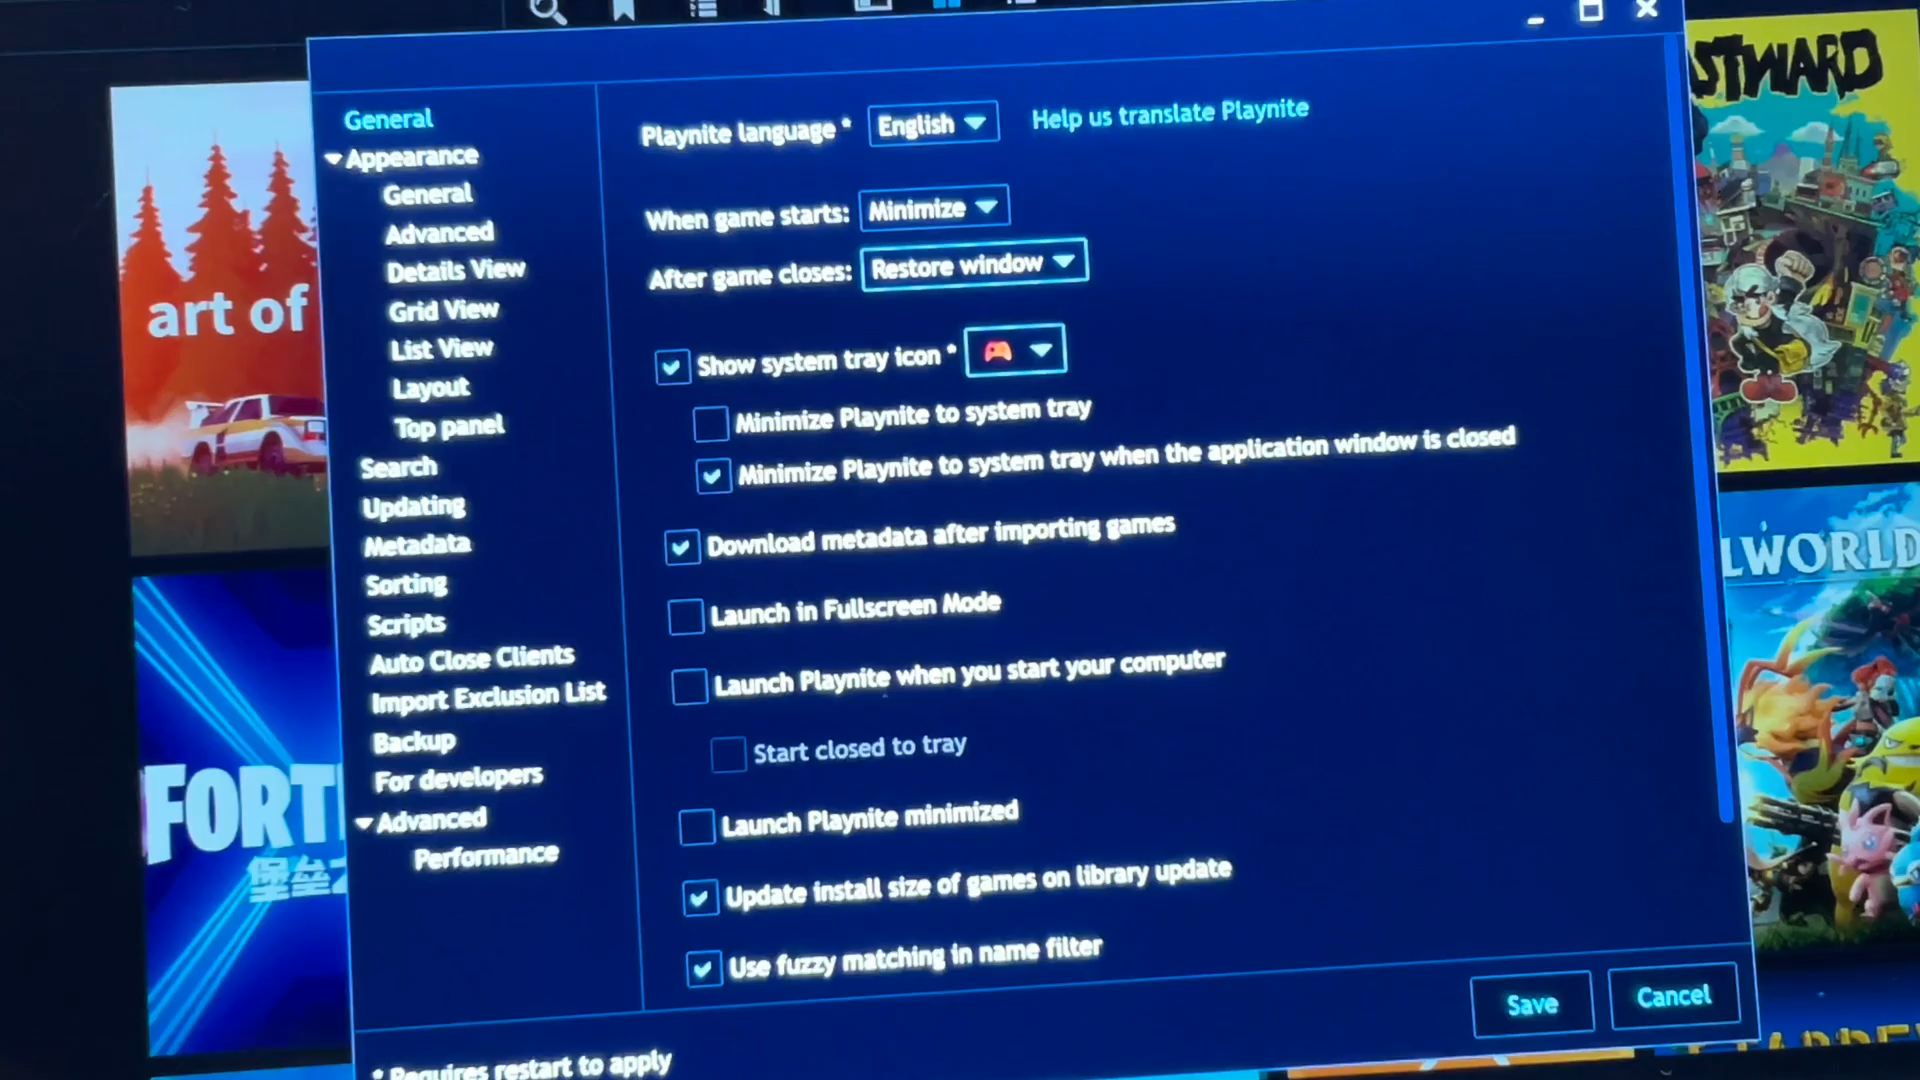 General
Appearance
General
Advanced
Details View
Grid View
List View
Layout
Top panel
Search
Updating
Metadata
Sorting
Scripts
Auto Close Clients
Import Exclusion List
Backup
For developers
Advanced
Performance
Playnite language * English Help us translate Playnite
When game starts: Minimize
After game closes: Restore window
Show system tray icon *
Minimize Playnite to system tray
Minimize Playnite to system tray when the application window is closed
Download metadata after importing games
Launch in Fullscreen Mode
Launch Playnite when you start your computer
Start closed to tray
Launch Playnite minimized
Update install size of games on library update
Use fuzzy matching in name filter
Save Cancel
* Requires restart to apply
art of
FORT
堡垒
STWARD
LWORLD